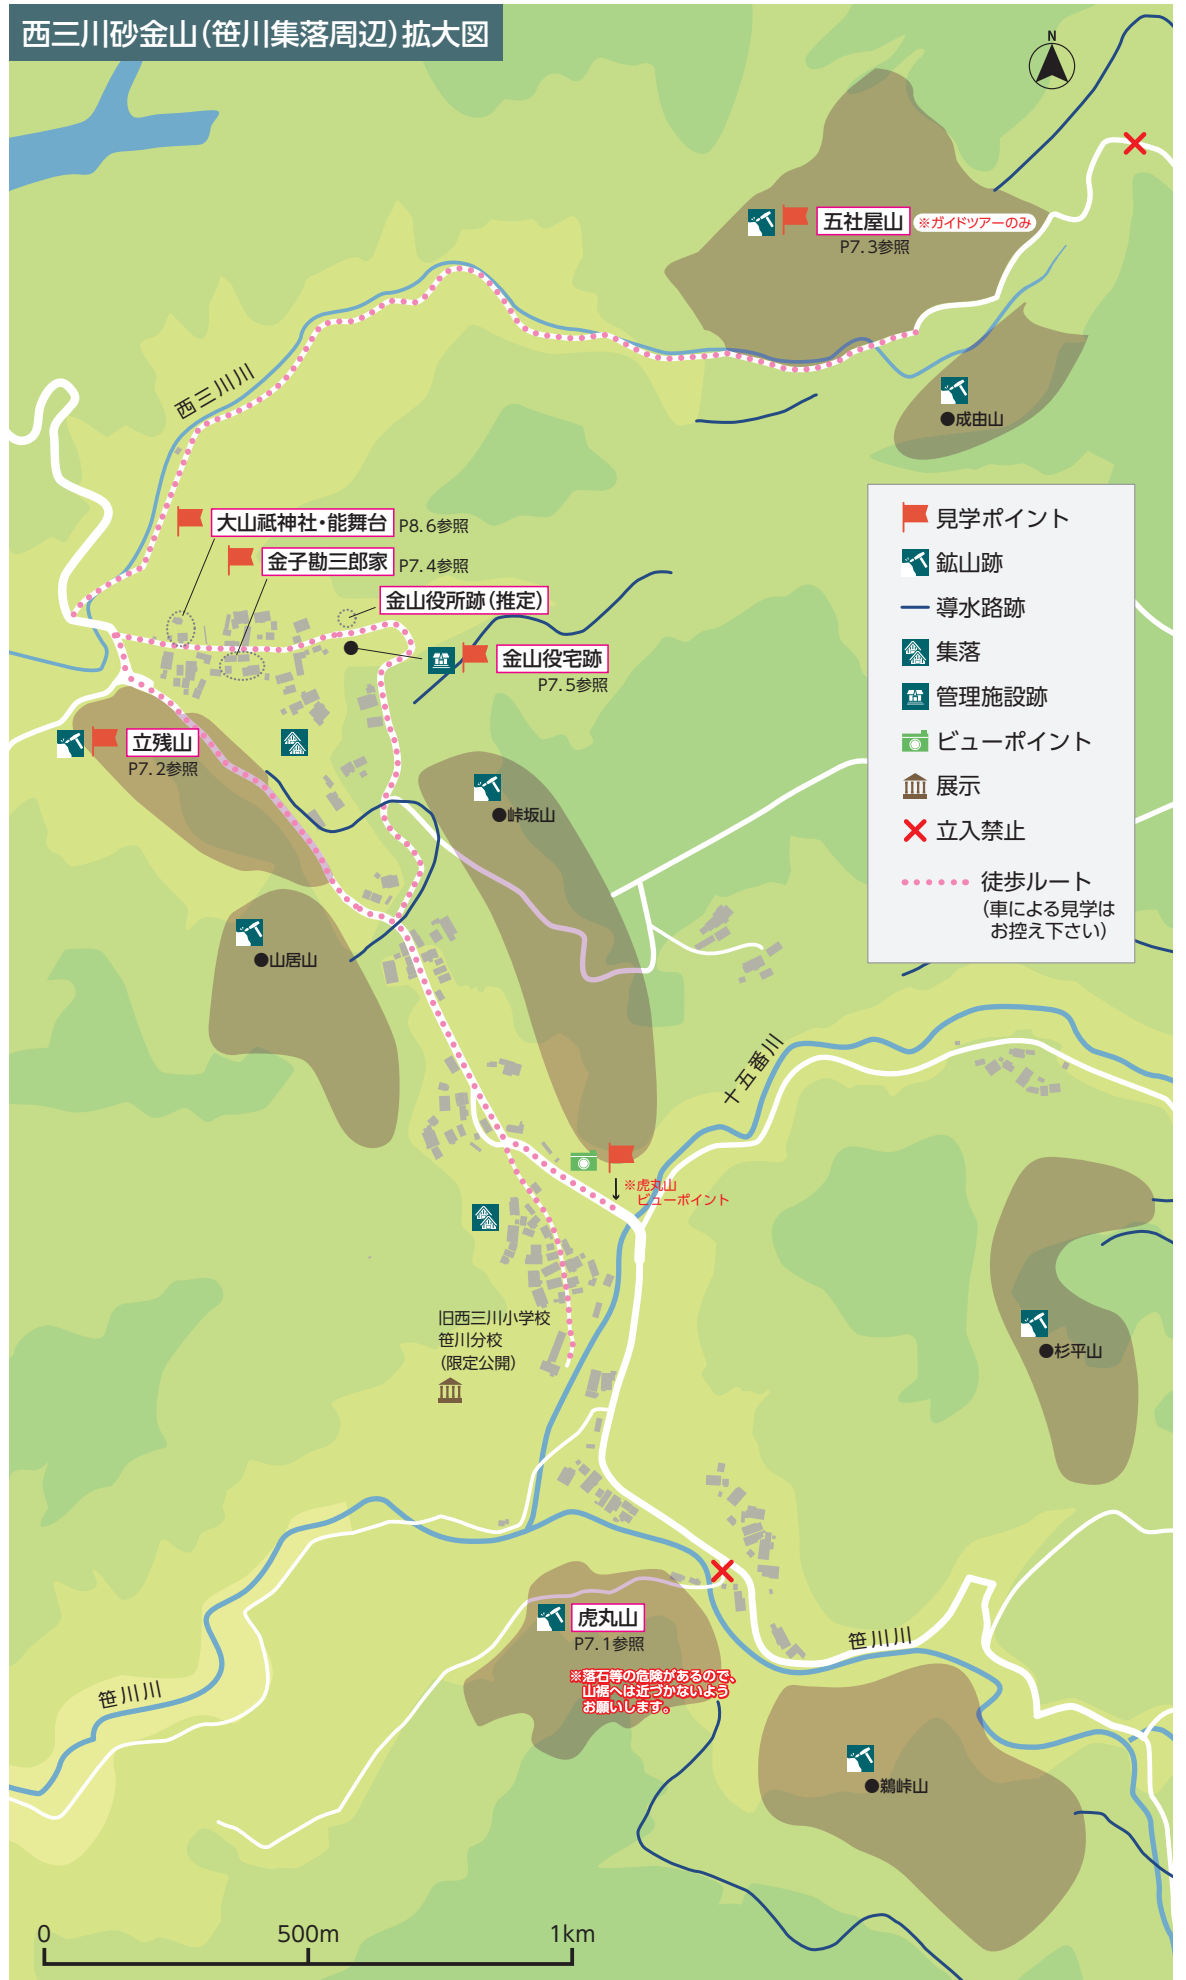 西三川砂金山(笹川集落周辺)拡大図
N
五社屋山
※ガイドツアーのみ
P7.3参照
西三川川
●成由山
大山祗神社・能舞台
P8.6参照
金子勘三郎家
P7.4参照
金山役所跡(推定)
金山役宅跡
P7.5参照
立残山
P7.2参照
●峠坂山
●山居山
見学ポイント
鉱山跡
導水路跡
集落
管理施設跡
ビューポイント
展示
立入禁止
徒歩ルート
(車による見学は
お控え下さい)
十五番川
※虎丸山
ビューポイント
旧西三川小学校
笹川分校
(限定公開)
●杉平山
虎丸山
P7.1参照
※落石等の危険があるので、
山裾へは近づかないよう
お願いします。
笹川川
笹川川
●鵜峠山
0 500m 1km